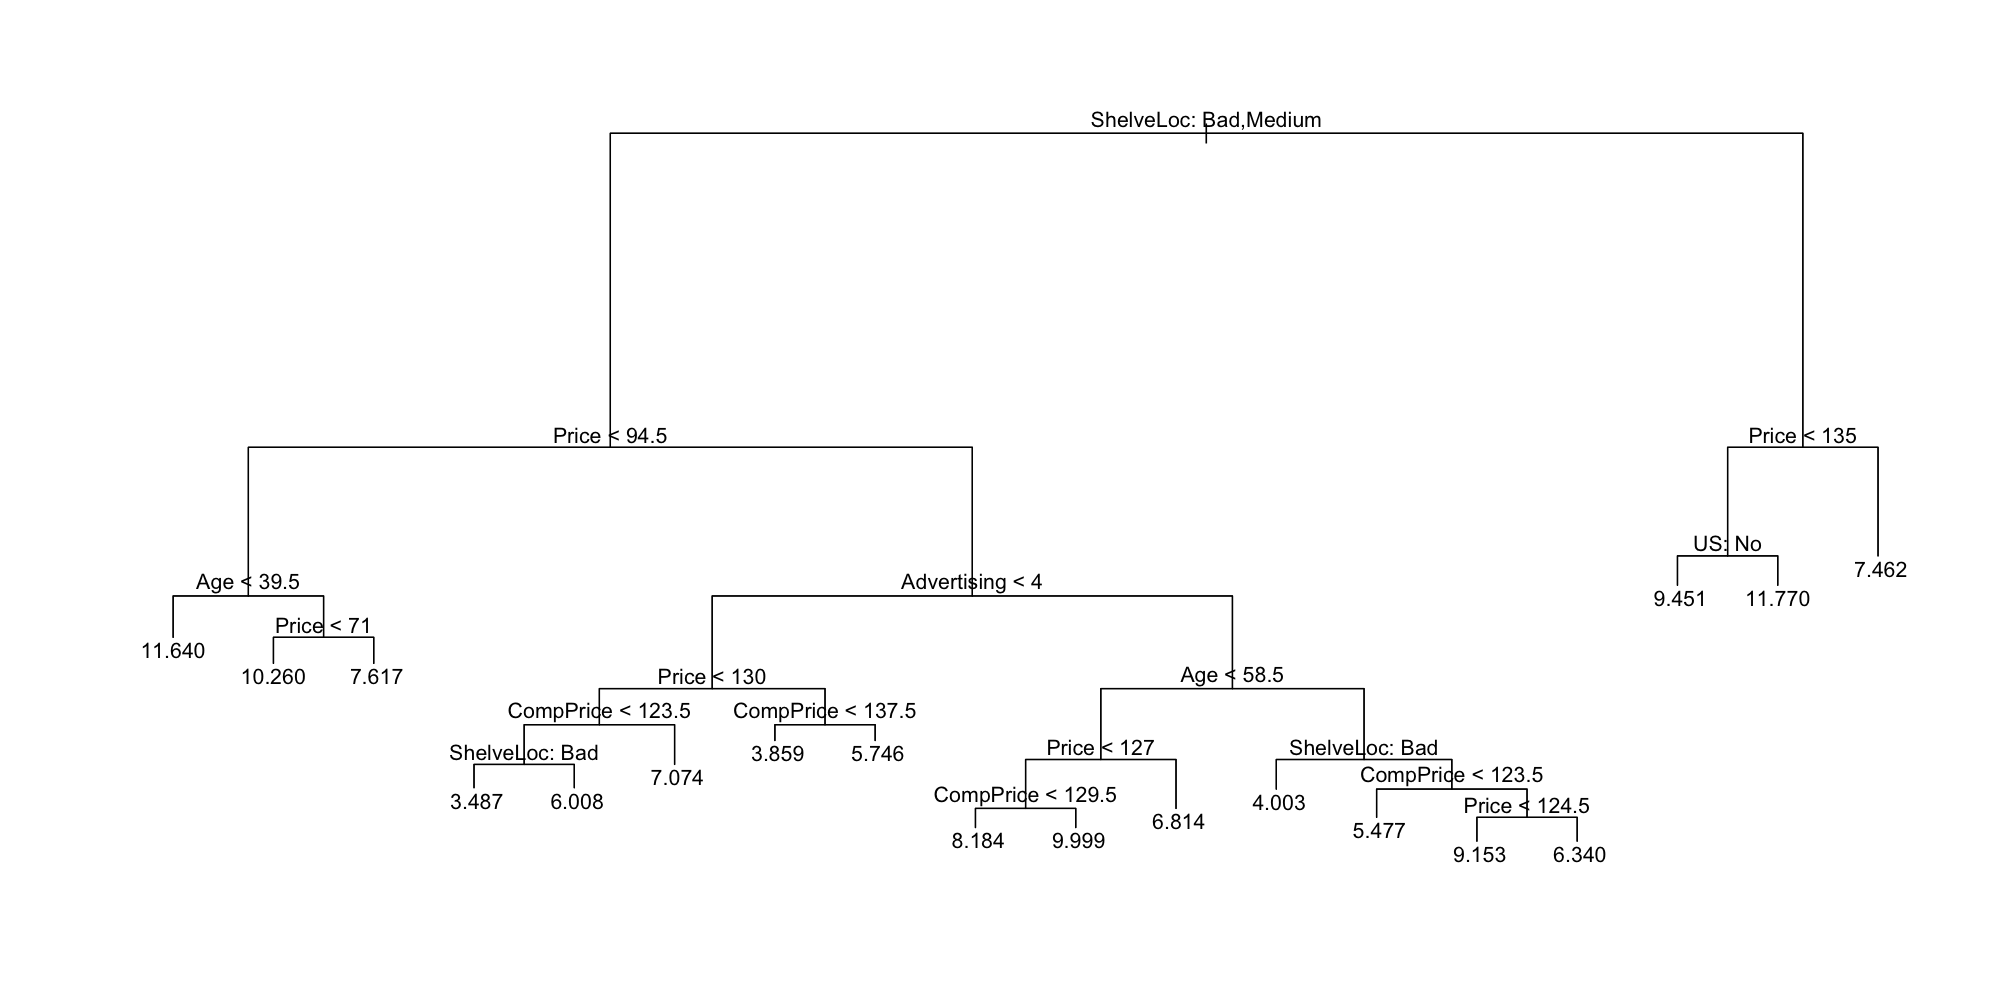 ShelveLoc: Bad,Medium
Price < 94.5
Price < 135
US: No
7.462
Age < 39.5
Advertising < 4
9.451
11.770
Price < 71
11.640
10.260
7.617
Price < 130
Age < 58.5
CompPrice < 123.5
CompPrice < 137.5
ShelveLoc: Bad
3.859
5.746
Price < 127
ShelveLoc: Bad
7.074
CompPrice < 123.5
3.487
6.008
CompPrice < 129.5
4.003
Price < 124.5
6.814
5.477
8.184
9.999
9.153
6.340